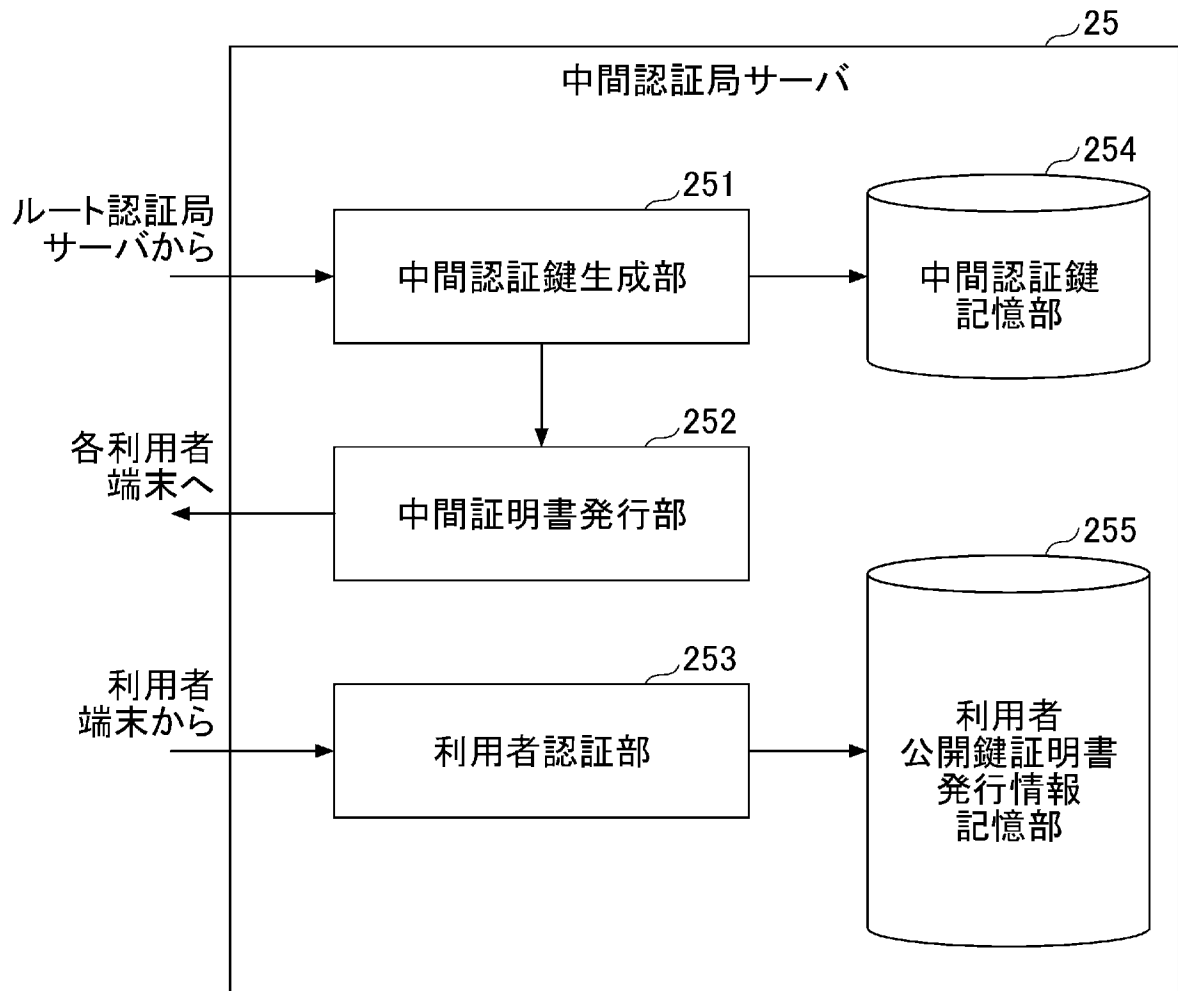 25
中間認証局サーバ
254
251
ルート認証局
サーバから
中間認証鍵生成部
中間認証鍵
記憶部
252
各利用者
端末へ
中間証明書発行部
255
253
利用者
端末から
利用者認証部
利用者
公開鍵証明書
発行情報
記憶部